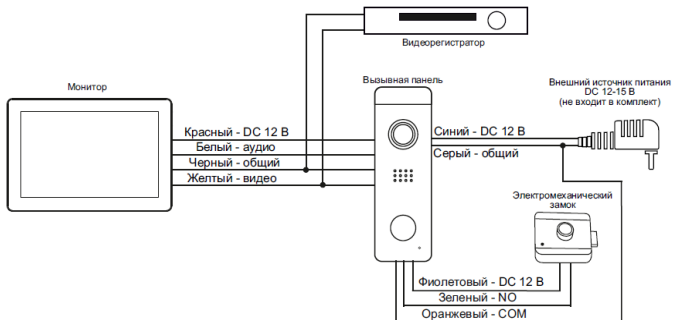 Видеорегистратор
Монитор
Вызывная панель
Внешний источник питания
DC 12-15 В
(не входит в комплект)
Красный - DC 12 В
Белый - аудио
Черный - общий
Желтый - видео
Синий - DC 12 В
Серый - общий
Электромеханический
замок
Фиолетовый - DC 12 В
Зеленый - NO
Оранжевый - COM